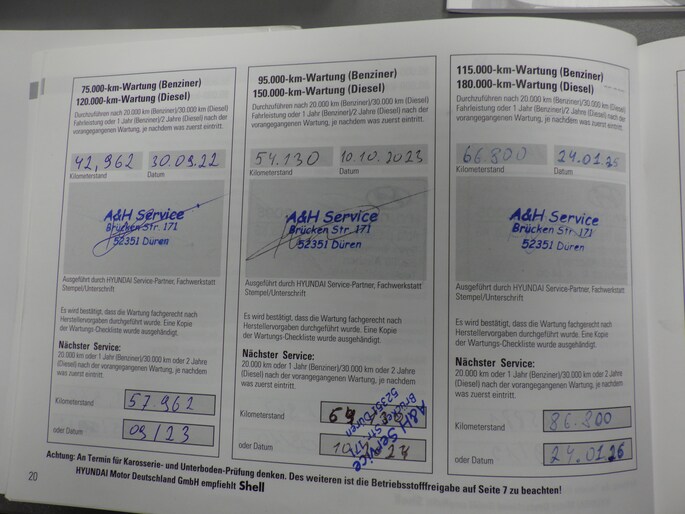 75.000-km-Wartung (Benziner)
120.000-km-Wartung (Diesel)
Durchzuführen nach 20.000 km (Benziner)/30.000 km (Diesel)
Fahrleistung oder 1 Jahr (Benziner)/2 Jahre (Diesel) nach der
vorangegangenen Wartung, je nachdem was zuerst eintritt.
42,962 30.09.22
Kilometerstand Datum
A&H Service
Brücken Str. 171
52351 Düren
Ausgeführt durch HYUNDAI Service-Partner, Fachwerkstatt
Stempel/Unterschrift
Es wird bestätigt, dass die Wartung fachgerecht nach
Herstellervorgaben durchgeführt wurde. Eine Kopie
der Wartungs-Checkliste wurde ausgehändigt.
Nächster Service:
20.000 km oder 1 Jahr (Benziner)/30.000 km oder 2 Jahre
(Diesel) nach der vorangegangenen Wartung, je nachdem
was zuerst eintritt.
Kilometerstand 57.962
oder Datum 09/23
95.000-km-Wartung (Benziner)
150.000-km-Wartung (Diesel)
Durchzuführen nach 20.000 km (Benziner)/30.000 km (Diesel)
Fahrleistung oder 1 Jahr (Benziner)/2 Jahre (Diesel) nach der
vorangegangenen Wartung, je nachdem was zuerst eintritt.
54.130 10.10.2023
Kilometerstand Datum
A&H Service
Brücken Str. 171
52351 Düren
Ausgeführt durch HYUNDAI Service-Partner, Fachwerkstatt
Stempel/Unterschrift
Es wird bestätigt, dass die Wartung fachgerecht nach
Herstellervorgaben durchgeführt wurde. Eine Kopie
der Wartungs-Checkliste wurde ausgehändigt.
Nächster Service:
20.000 km oder 1 Jahr (Benziner)/30.000 km oder 2 Jahre
(Diesel) nach der vorangegangenen Wartung, je nachdem
was zuerst eintritt.
Kilometerstand
oder Datum
A&H Service
Brücken Str. 171
52351 Düren
115.000-km-Wartung (Benziner)
180.000-km-Wartung (Diesel)
Durchzuführen nach 20.000 km (Benziner)/30.000 km (Diesel)
Fahrleistung oder 1 Jahr (Benziner)/2 Jahre (Diesel) nach der
vorangegangenen Wartung, je nachdem was zuerst eintritt.
66.800 24.01.25
Kilometerstand Datum
A&H Service
Brücken Str. 171
52351 Düren
Ausgeführt durch HYUNDAI Service-Partner, Fachwerkstatt
Stempel/Unterschrift
Es wird bestätigt, dass die Wartung fachgerecht nach
Herstellervorgaben durchgeführt wurde. Eine Kopie
der Wartungs-Checkliste wurde ausgehändigt.
Nächster Service:
20.000 km oder 1 Jahr (Benziner)/30.000 km oder 2 Jahre
(Diesel) nach der vorangegangenen Wartung, je nachdem
was zuerst eintritt.
Kilometerstand 86.800
oder Datum 24.01.26
Achtung: An Termin für Karosserie- und Unterboden-Prüfung denken. Des weiteren ist die Betriebsstofffreigabe auf Seite 7 zu beachten!
20 HYUNDAI Motor Deutschland GmbH empfiehlt Shell